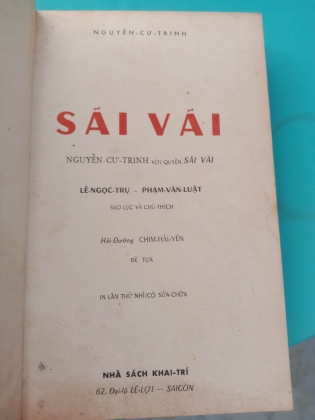 NGUYỄN-CƯ-TRINH
SÃI VÃI
NGUYỄN-CƯ-TRINH VỚI QUYỂN SÃI VÃI
LÊ-NGỌC-TRỤ - PHẠM-VĂN-LUẬT
SAO-LỤC VÀ CHÚ-THÍCH
Hải-Đường CHIM-HẢI-YẾN
ĐỀ TỰA
IN LẦN THỨ NHÌ/CÓ SỬA-CHỮA
NHÀ SÁCH KHAI-TRÍ
62, Đại-lộ LÊ-LỢI — SAIGON